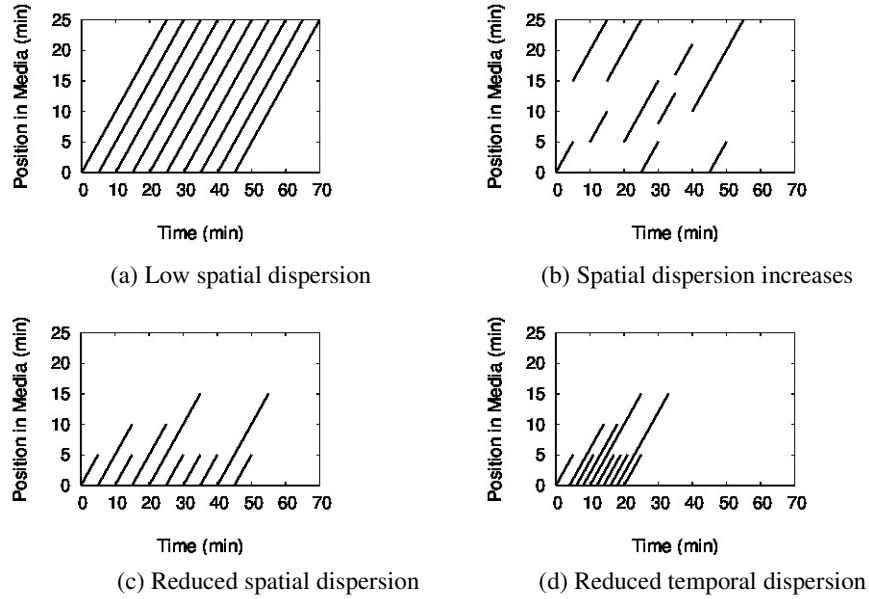 25
20
15
10
5
0
Position in Media (min)
0 10 20 30 40 50 60 70
Time (min)
(a) Low spatial dispersion
25
20
15
10
5
0
Position in Media (min)
0 10 20 30 40 50 60 70
Time (min)
(b) Spatial dispersion increases
25
20
15
10
5
0
Position in Media (min)
0 10 20 30 40 50 60 70
Time (min)
(c) Reduced spatial dispersion
25
20
15
10
5
0
Position in Media (min)
0 10 20 30 40 50 60 70
Time (min)
(d) Reduced temporal dispersion